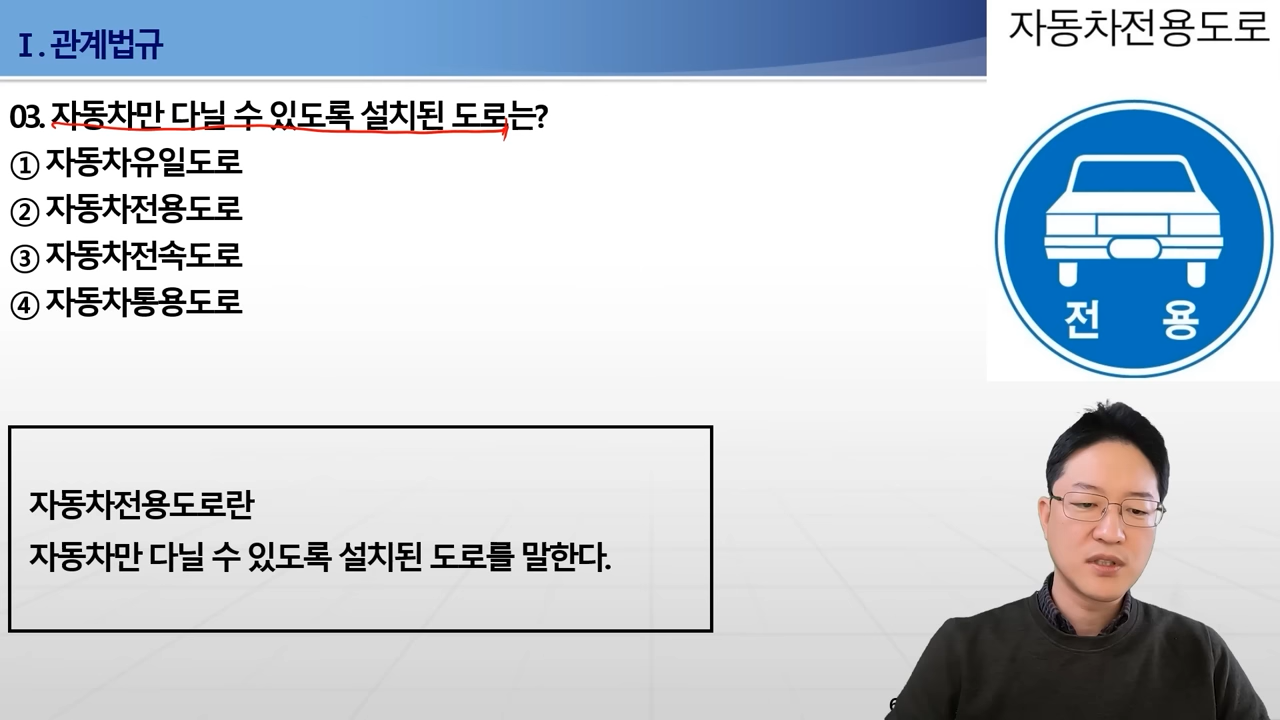 Ⅰ. 관계법규
자동차전용도로
03. 자동차만 다닐 수 있도록 설치된 도로는?
① 자동차유일도로
② 자동차전용도로
③ 자동차전속도로
④ 자동차통용도로
전 용
자동차전용도로란
자동차만 다닐 수 있도록 설치된 도로를 말한다.